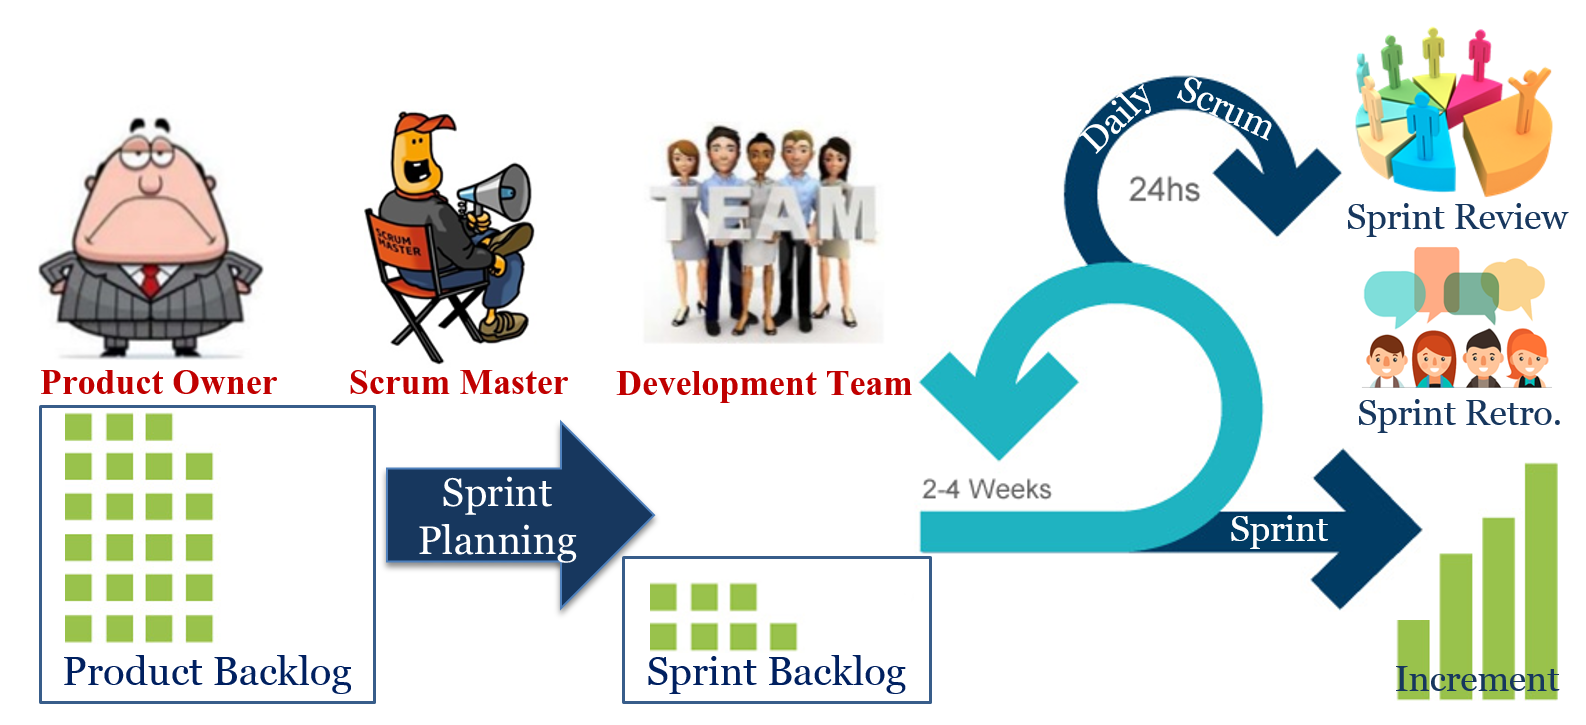 Daily Scrum
24hs
Sprint Review
SCRUM
MASTER
TEAM
Product Owner
Scrum Master
Development Team
Sprint Retro.
Sprint
Planning
2-4 Weeks
Sprint
Product Backlog
Sprint Backlog
Increment